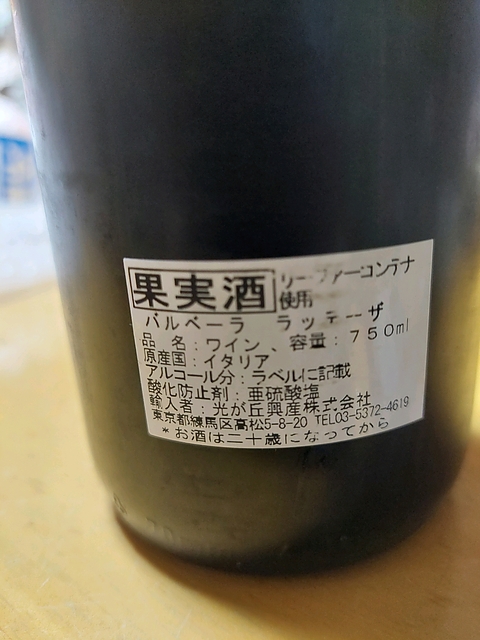 果実酒 リーファーコンテナ
使用
バルベーラ ラッテーザ
品 名:ワイン、容量:750ml
原産国:イタリア
アルコール分:ラベルに記載
酸化防止剤:亜硫酸塩
輸入者:光が丘興産株式会社
東京都練馬区高松5-8-20 TEL03-5372-4619
*お酒は二十歳になってから